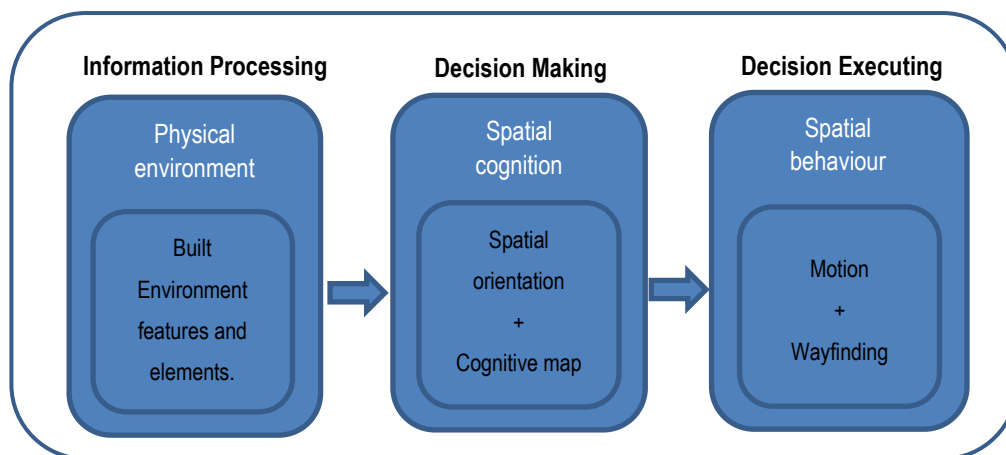 Information Processing
Physical
environment
Built
Environment
features and
elements.
Decision Making
Spatial
cognition
Spatial
orientation
+
Cognitive map
Decision Executing
Spatial
behaviour
Motion
+
Wayfinding